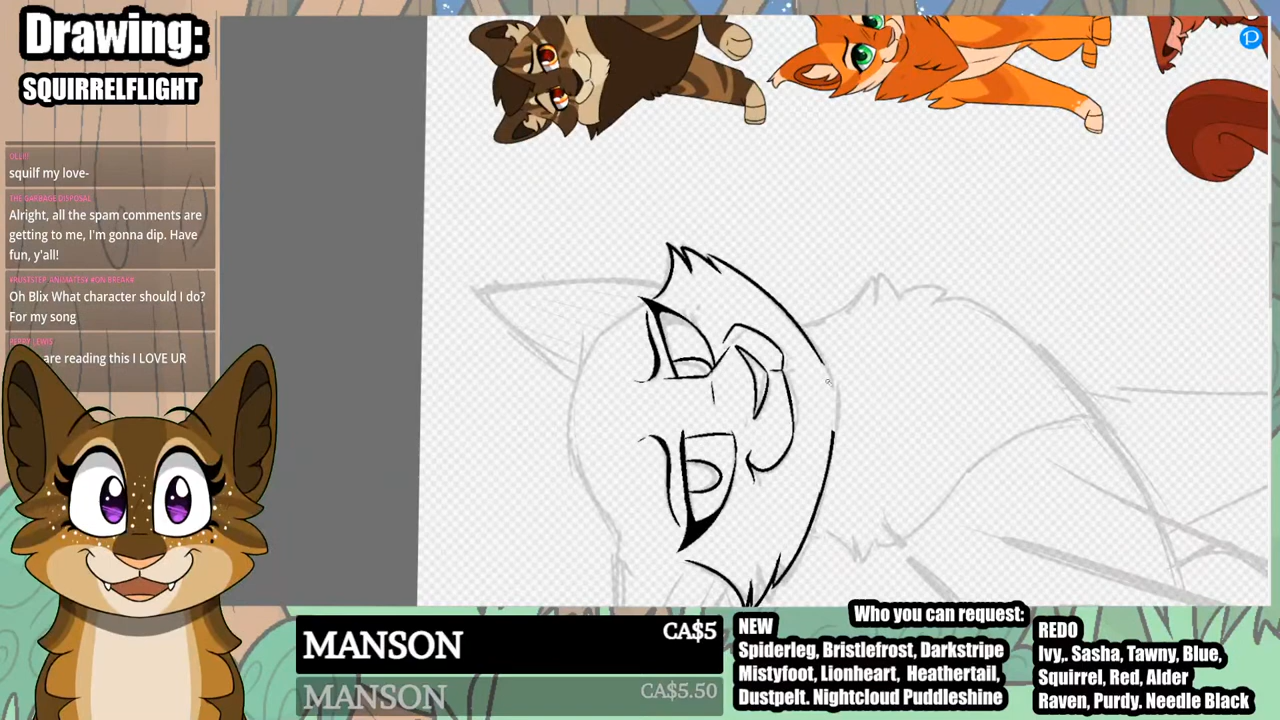 Drawing:
SQUIRRELFLIGHT
squilf my love-
THE GARBAGE DISPOSAL
Alright, all the spam comments are
getting to me, I'm gonna dip. Have
fun, y'all!
Oh Blix What character should I do?
For my song
are reading this I LOVE UR
MANSON
CA$5
MANSON
CA$5.50
Who you can request:
NEW
Spiderleg, Bristlefrost, Darkstripe
Mistyfoot, Lionheart, Heathertail,
Dustpelt. Nightcloud Puddleshine
REDO
Ivy,. Sasha, Tawny, Blue,
Squirrel, Red, Alder
Raven, Purdy. Needle Black